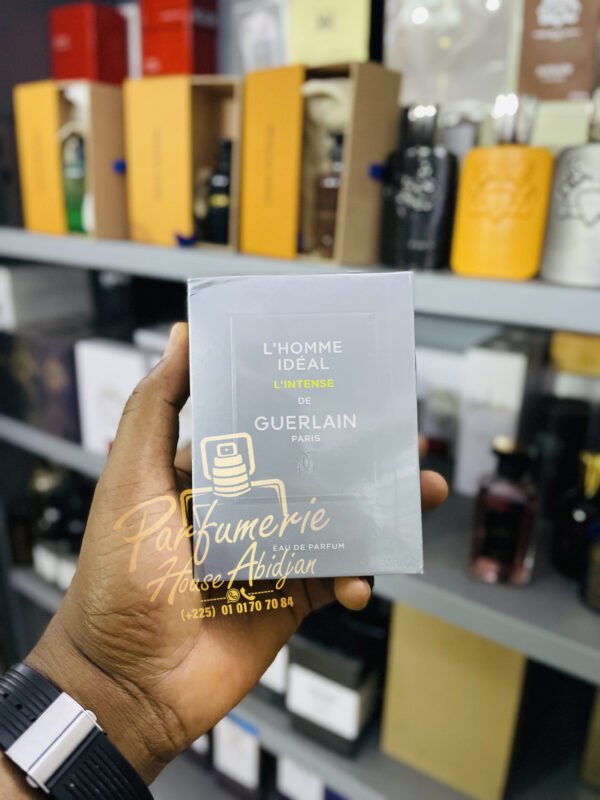 L'HOMME
IDÉAL
L'INTENSE
DE
GUERLAIN
PARIS
EAU DE PARFUM
Parfumerie
House Abidjan
(+225) 01 01 70 70 84